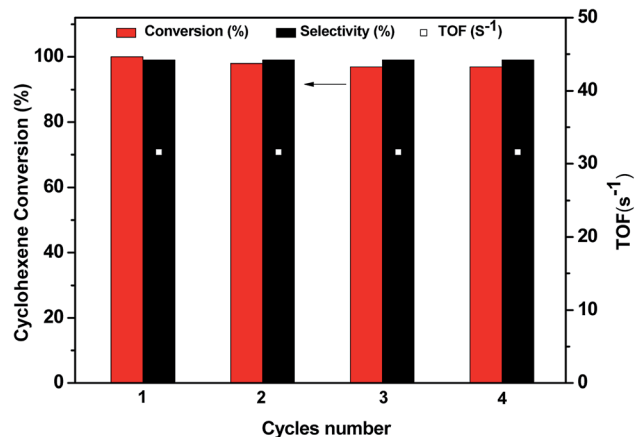 Conversion (%) Selectivity (%) TOF (S-1)
Cyclohexene Conversion (%)
100
80
60
40
20
0
50
40
30
20
10
0
TOF(s-1)
1 2 3 4
Cycles number